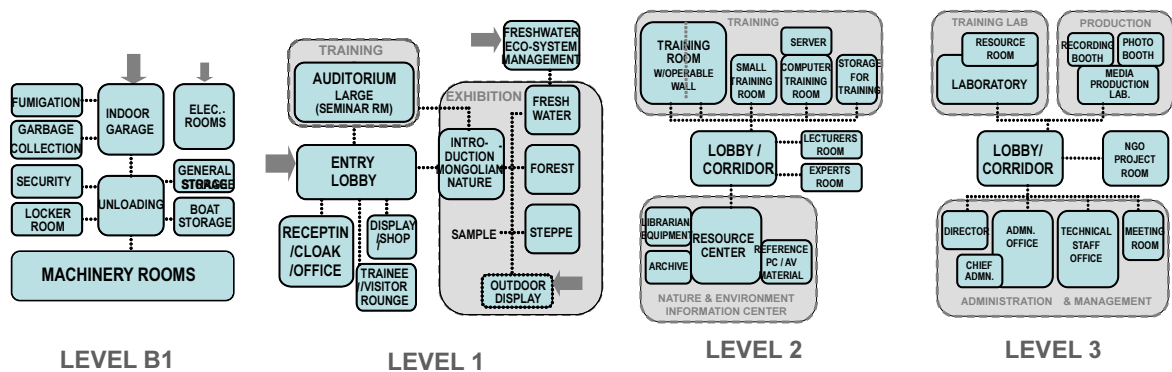 FUMIGATION
GARBAGE
COLLECTION
SECURITY
LOCKER
ROOM
INDOOR
GARAGE
UNLOADING
ELEC..
ROOMS
GENERAL
STORAGE
BOAT
STORAGE
MACHINERY ROOMS
LEVEL B1
TRAINING
AUDITORIUM
LARGE
(SEMINAR RM)
ENTRY
LOBBY
RECEPTIN
/CLOAK
/OFFICE
DISPLAY
/SHOP
TRAINEE
/VISITOR
ROUNGE
FRESHWATER
ECO-SYSTEM
MANAGEMENT
EXHIBITION
INTRO-
DUCTION
MONGOLIAN
NATURE
FRESH
WATER
FOREST
SAMPLE
STEPPE
OUTDOOR
DISPLAY
LEVEL 1
TRAINING
TRAINING
ROOM
W/OPERABLE
WALL
SMALL
TRAINING
ROOM
SERVER
COMPUTER
TRAINING
ROOM
STORAGE
FOR
TRAINING
LOBBY /
CORRIDOR
LECTURERS
ROOM
EXPERTS
ROOM
LIBRARIAN
EQUIPMENT
ARCHIVE
RESOURCE
CENTER
REFERENCE
PC / AV
MATERIAL
NATURE & ENVIRONMENT
INFORMATION CENTER
LEVEL 2
TRAINING LAB
RESOURCE
ROOM
LABORATORY
PRODUCTION
RECORDING
BOOTH
PHOTO
BOOTH
MEDIA
PRODUCTION
LAB.
LOBBY/
CORRIDOR
NGO
PROJECT
ROOM
DIRECTOR
CHIEF
ADMN.
ADMN.
OFFICE
TECHNICAL
STAFF
OFFICE
MEETING
ROOM
ADMINISTRATION & MANAGEMENT
LEVEL 3